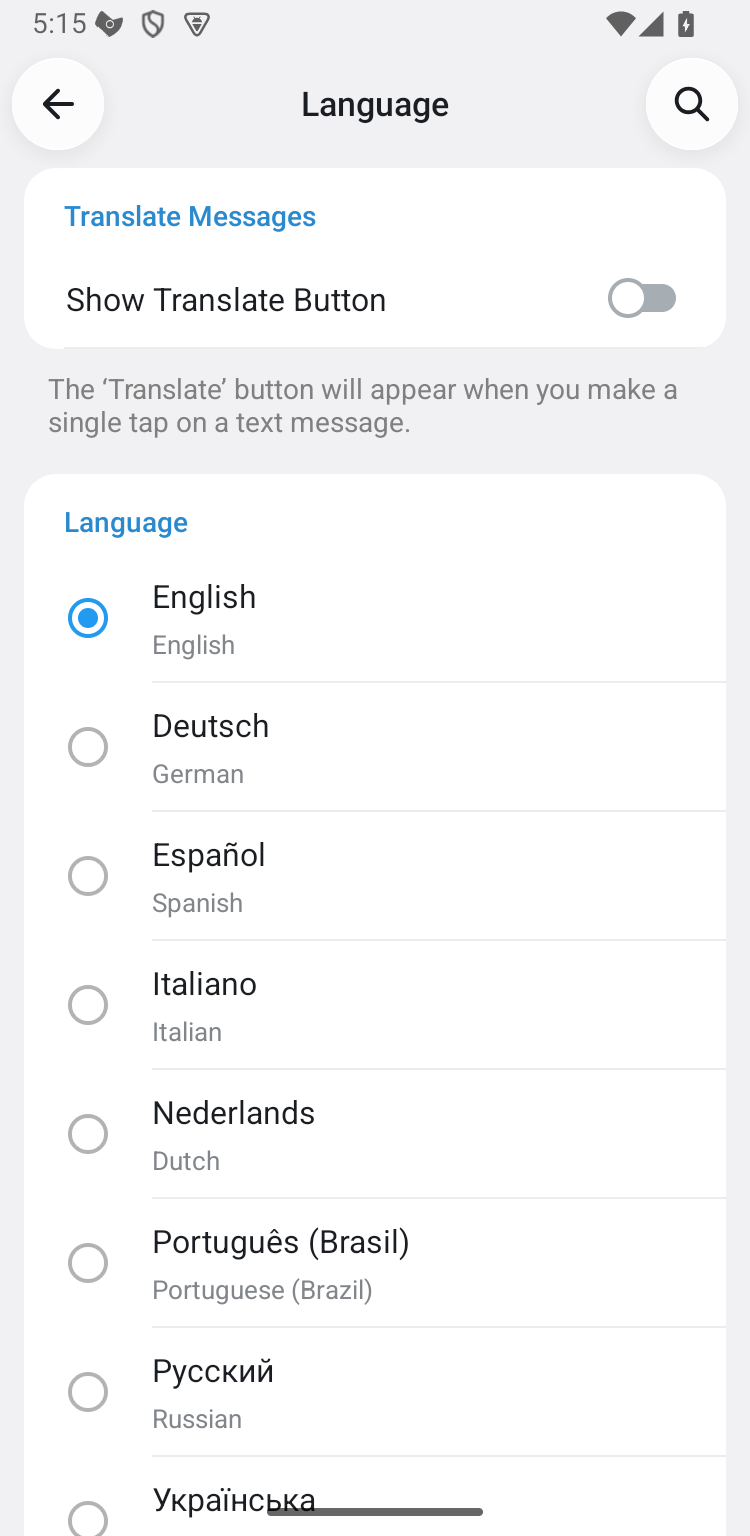 5:15
Language
Translate Messages
Show Translate Button
The ‘Translate’ button will appear when you make a
single tap on a text message.
Language
English
English
Deutsch
German
Español
Spanish
Italiano
Italian
Nederlands
Dutch
Português (Brasil)
Portuguese (Brazil)
Русский
Russian
Українська